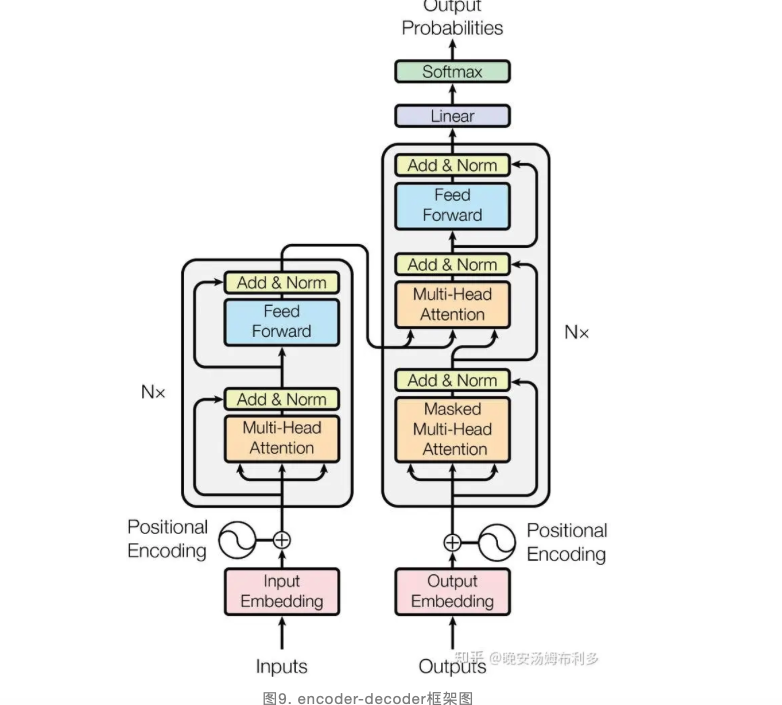 Output
Probabilities
Softmax
Linear
Add & Norm
Feed
Forward
Add & Norm
Multi-Head
Attention
Add & Norm
Masked
Multi-Head
Attention
N×
Add & Norm
Feed
Forward
Add & Norm
Multi-Head
Attention
N×
Positional
Encoding
Positional
Encoding
Input
Embedding
Output
Embedding
Inputs
Outputs
知乎 @晚安汤姆布利多
图9. encoder-decoder框架图